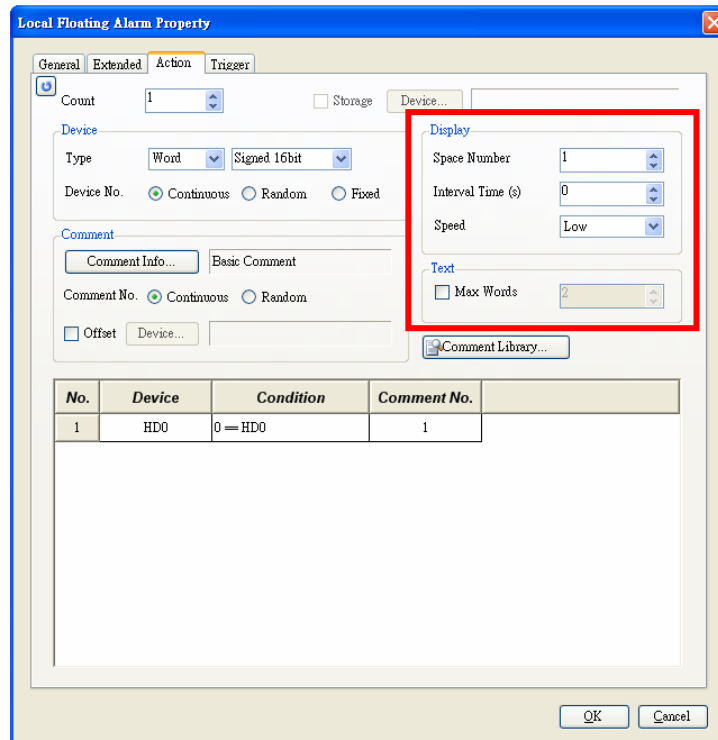 Local Floating Alarm Property
General Extended Action Trigger
Count 1 Storage Device...
Device
Type Word Signed 16bit
Device No. Continuous Random Fixed
Display
Space Number 1
Interval Time (s) 0
Speed Low
Comment
Comment Info... Basic Comment
Comment No. Continuous Random
Offset Device...
Text
Max Words 2
Comment Library...
No. Device Condition Comment No.
1 HD0 0 == HD0 1
OK Cancel